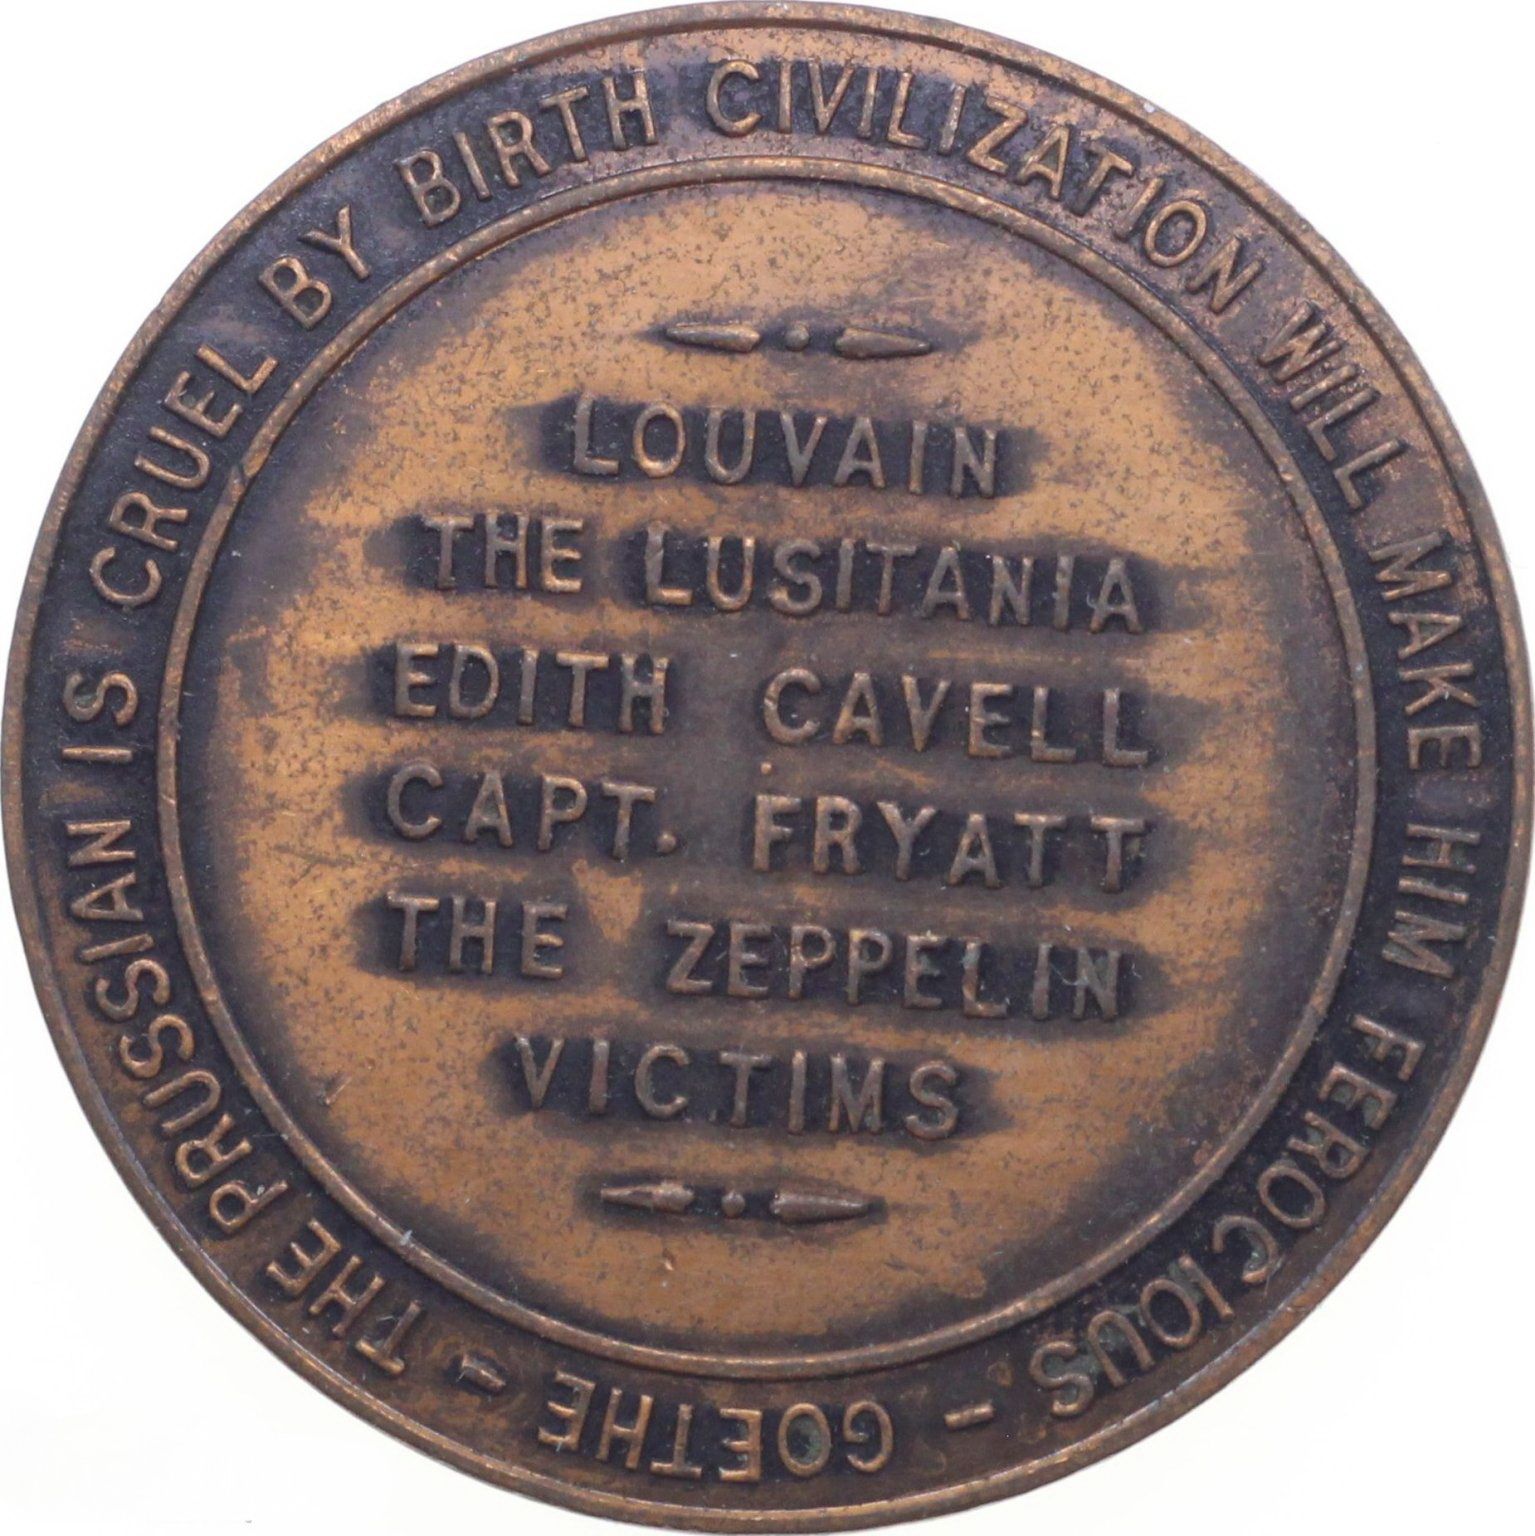 THE PRUSSIAN IS CRUEL BY BIRTH CIVILIZATION WILL MAKE HIM FEROCIOUS - GOETHE -
LOUVAIN
THE LUSITANIA
EDITH CAVELL
CAPT. FRYATT
THE ZEPPELIN
VICTIMS